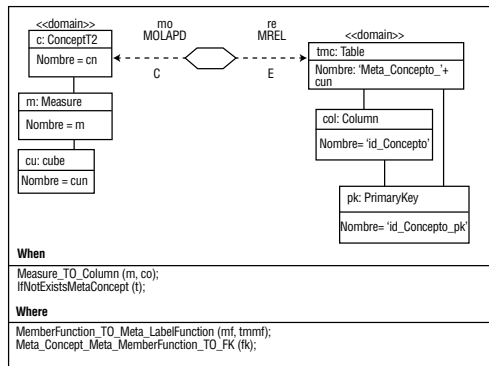 <<domain>>
c: ConceptT2
Nombre = cn
m: Measure
Nombre = m
cu: cube
Nombre = cun
mo
MOLAPD
C
re
MREL
E
<<domain>>
tmc: Table
Nombre: 'Meta_Concepto_'+
cun
col: Column
Nombre= 'id_Concepto'
pk: PrimaryKey
Nombre= 'id_Concepto_pk'
When
Measure_TO_Column (m, co);
IfNotExistsMetaConcept (t);
Where
MemberFunction_TO_Meta_LabelFunction (mf, tmmf);
Meta_Concept_Meta_MemberFunction_TO_FK (fk);